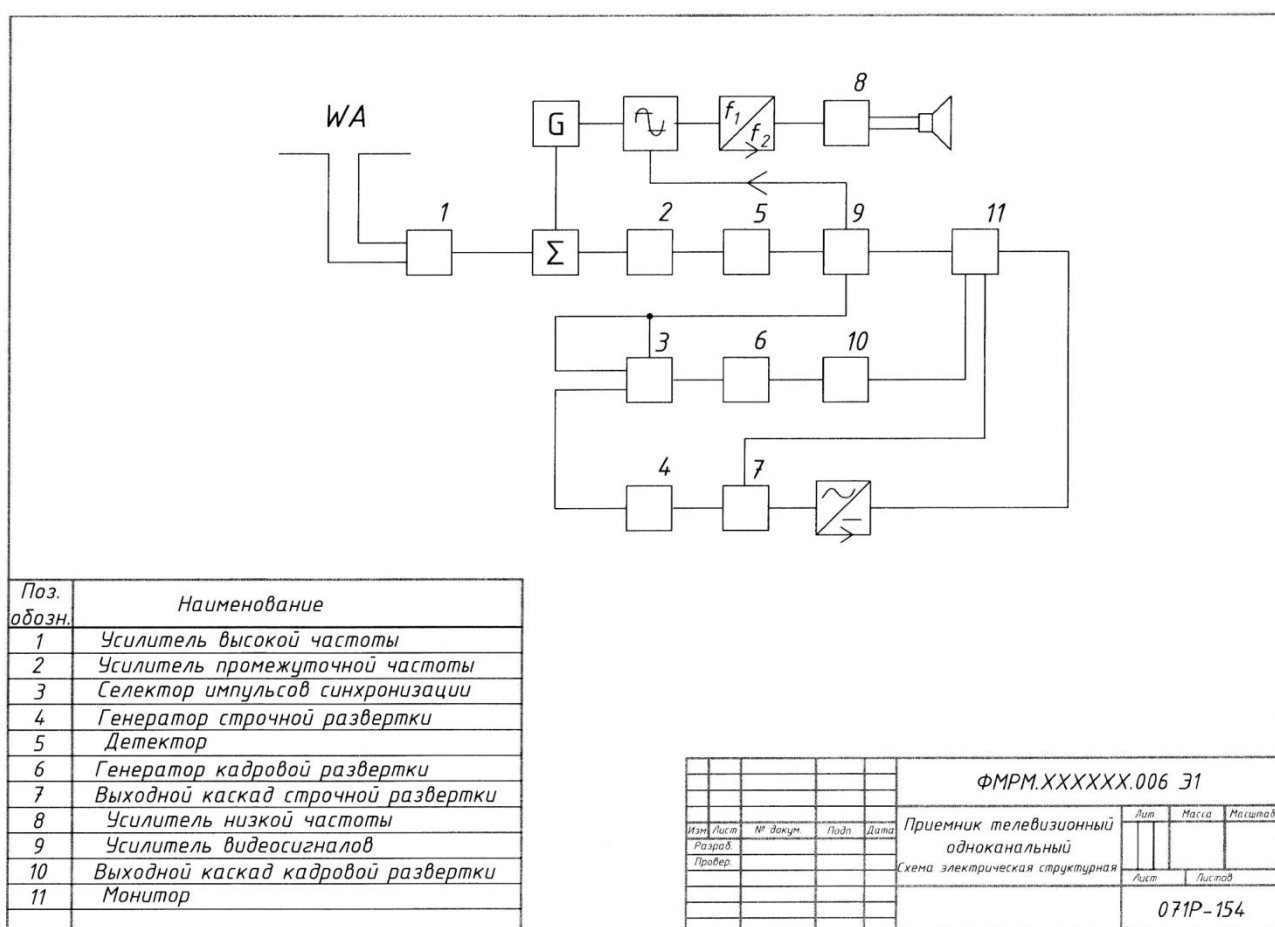 WA
G
f₁
f₂
8
1
Σ
2
5
9
11
3
6
10
4
7
Поз. обозн. Наименование
1 Усилитель высокой частоты
2 Усилитель промежуточной частоты
3 Селектор импульсов синхронизации
4 Генератор строчной развертки
5 Детектор
6 Генератор кадровой развертки
7 Выходной каскад строчной развертки
8 Усилитель низкой частоты
9 Усилитель видеосигналов
10 Выходной каскад кадровой развертки
11 Монитор
ФМРМ.XXXXXX.006 Э1
Изм Лист № докум. Подп. Дата
Разраб.
Провер.
Приемник телевизионный
одноканальный
Схема электрическая структурная
Лит Масса Масштаб
Лист Листов
071Р-154